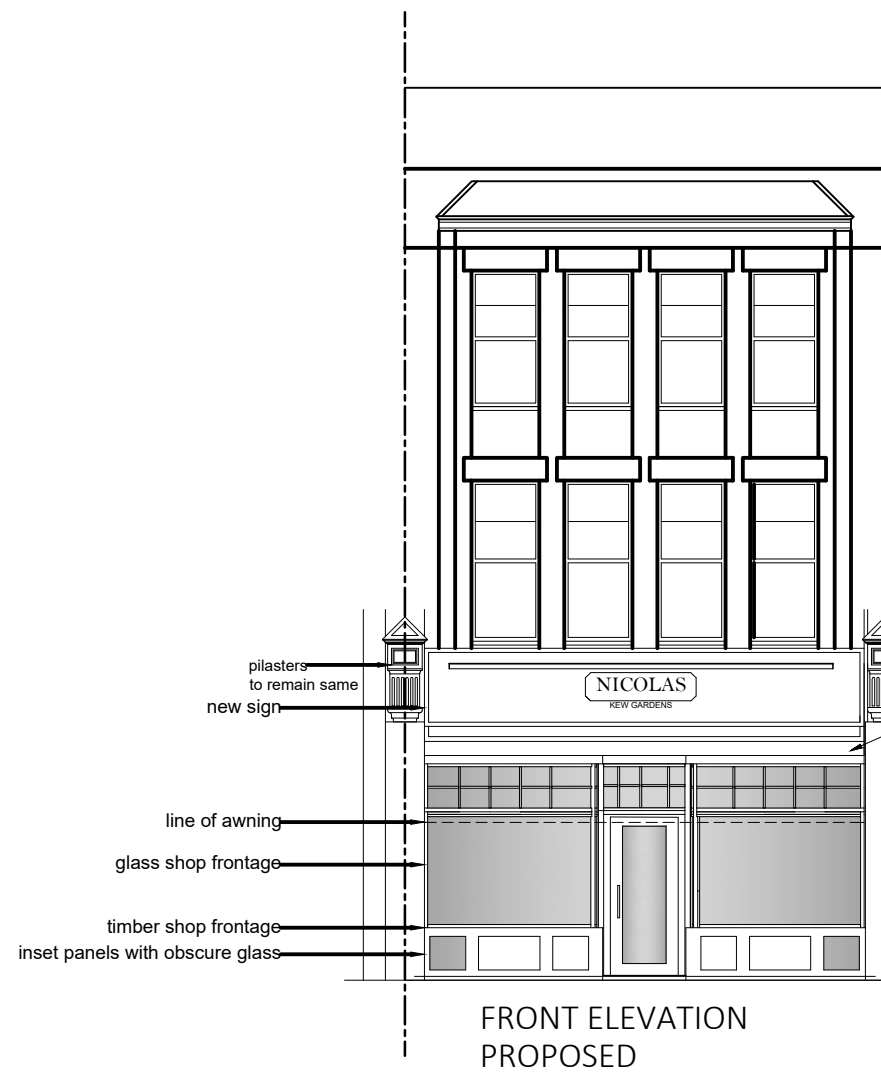 pilasters
to remain same
new sign
NICOLAS
KEW GARDENS
line of awning
glass shop frontage
timber shop frontage
inset panels with obscure glass
FRONT ELEVATION
PROPOSED